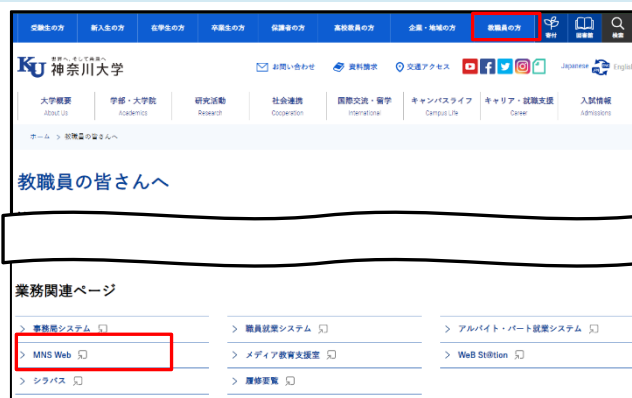 受験生の方 新入生の方 在学生の方 卒業生の方 保護者の方 高校教員の方 企業・地域の方 教職員の方 寄付 図書館 検索
KU 神奈川大学 お問い合わせ 資料請求 交通アクセス Japanese English
大学概要 学部・大学院 研究活動 社会連携 国際交流・留学 キャンパスライフ キャリア・就職支援 入試情報
About Us Academics Research Cooperation International Campus Life Career Admissions
ホーム > 教職員の皆さんへ
教職員の皆さんへ
業務関連ページ
> 事務局システム > 職員就業システム > アルバイト・パート就業システム
> MNS Web > メディア教育支援室 > WeB St@tion
> シラバス > 履修要覧